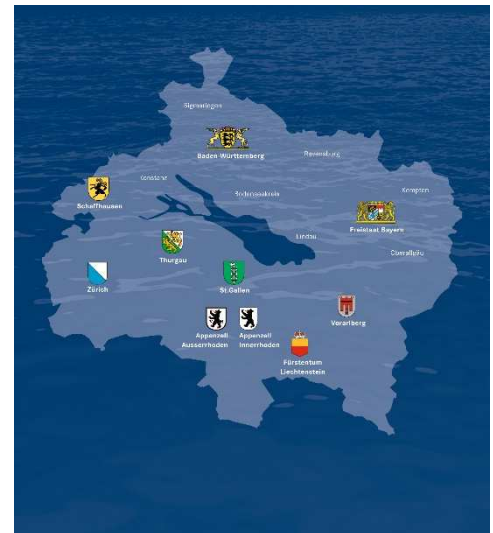 Sigmaringen
Baden Württemberg
Ravensburg
Konstanz
Kempten
Schaffhausen
Bodenseekreis
Freistaat Bayern
Lindau
Oberallgäu
Thurgau
Zürich
St.Gallen
Vorarlberg
Appenzell
Ausserrhoden
Appenzell
Innerrhoden
Fürstentum
Liechtenstein